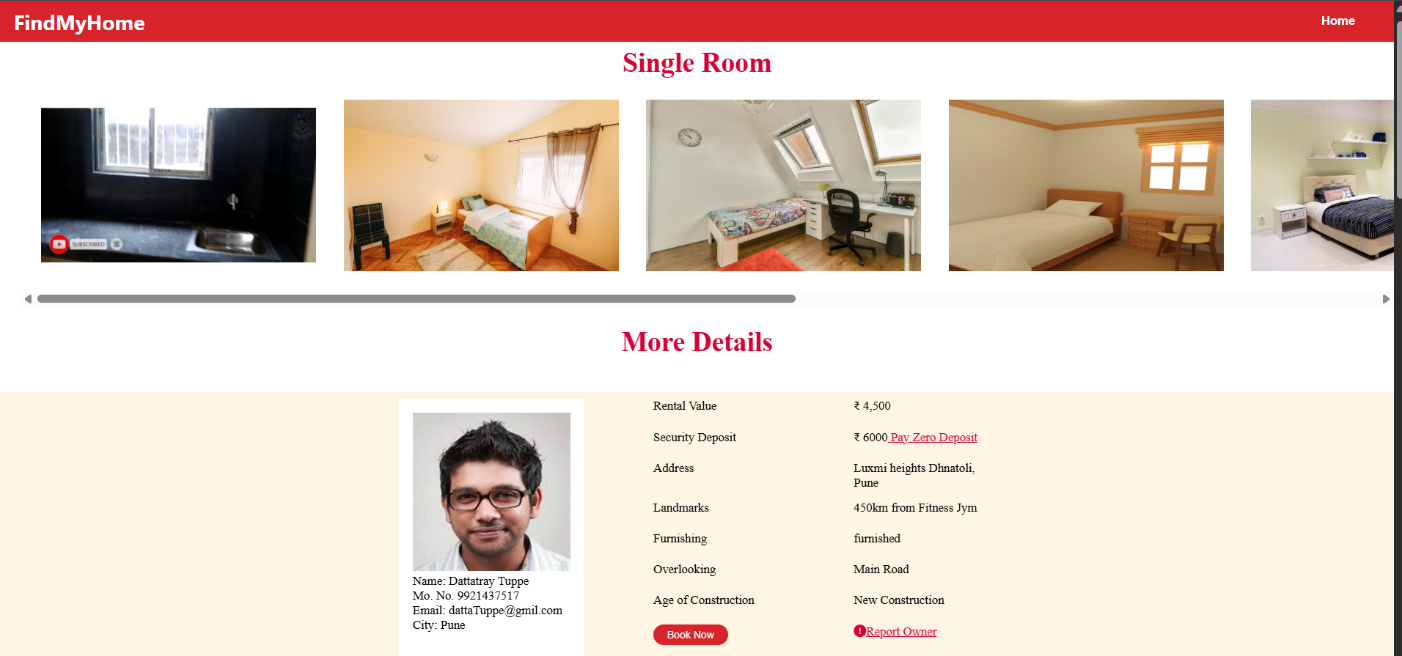 FindMyHome
Home
Single Room
SUBSCRIBED
More Details
Name: Dattatray Tuppe
Mo. No. 9921437517
Email: dattaTuppe@gmil.com
City: Pune
Rental Value
₹ 4,500
Security Deposit
₹ 6000 Pay Zero Deposit
Address
Luxmi heights Dhnatoli,
Pune
Landmarks
450km from Fitness Jym
Furnishing
furnished
Overlooking
Main Road
Age of Construction
New Construction
Book Now
Report Owner